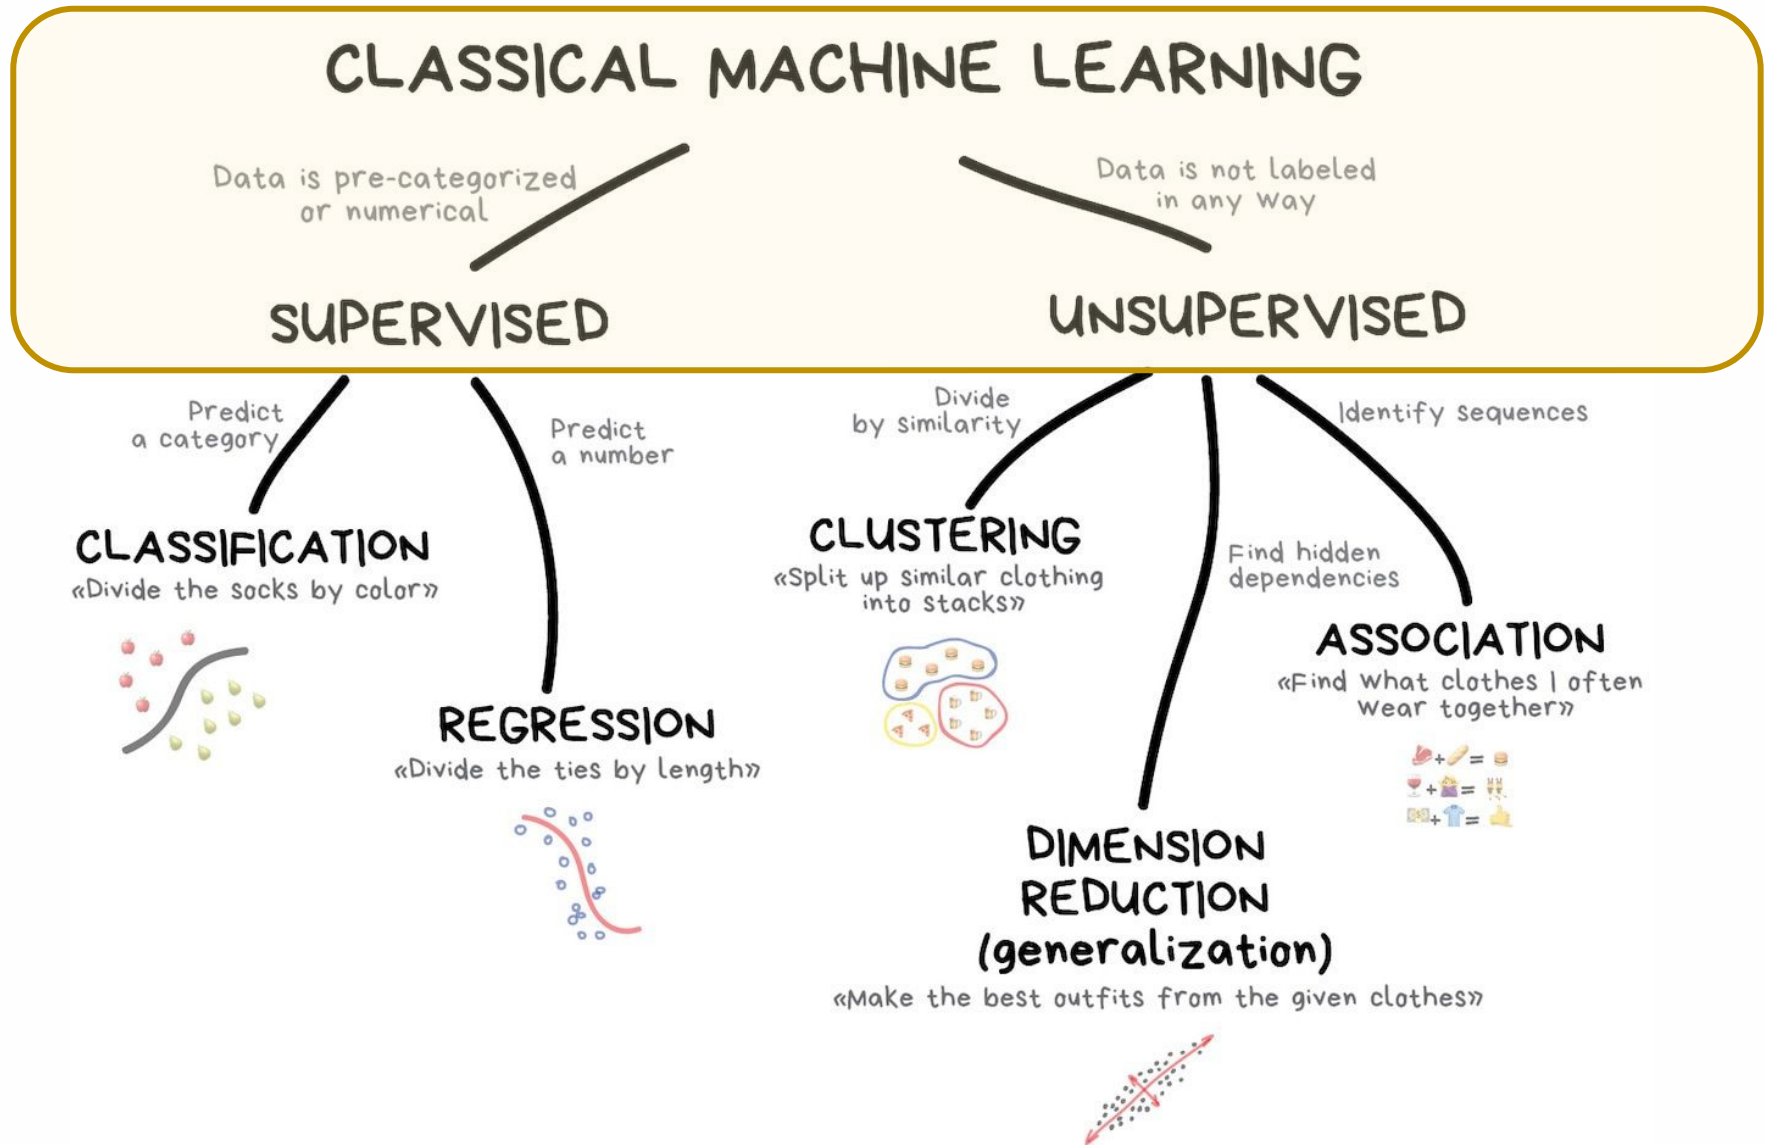 CLASSICAL MACHINE LEARNING
Data is pre-categorized
or numerical
Data is not labeled
in any way
SUPERVISED
UNSUPERVISED
Predict
a category
Predict
a number
Divide
by similarity
Identify sequences
CLASSIFICATION
«Divide the socks by color»
REGRESSION
«Divide the ties by length»
CLUSTERING
«Split up similar clothing
into stacks»
Find hidden
dependencies
ASSOCIATION
«Find what clothes I often
wear together»
+ =
+ =
+ =
DIMENSION
REDUCTION
(generalization)
«Make the best outfits from the given clothes»